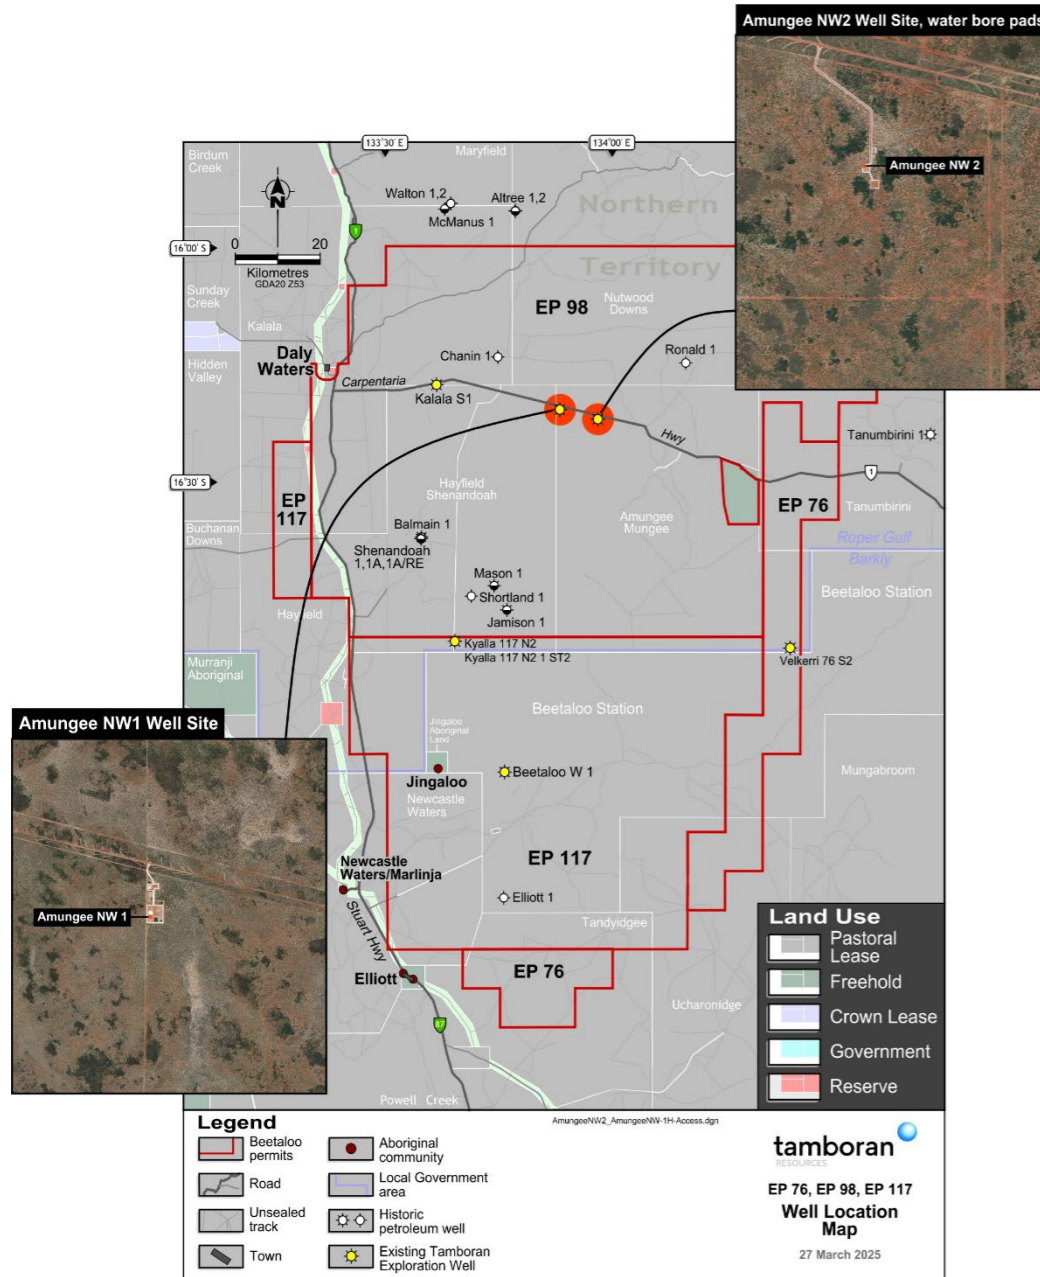 Amungee NW2 Well Site, water bore pads
Amungee NW 2
133°30' E
134°00' E
Birdum
Creek
Maryfield
Walton 1,2
Altree 1,2
McManus 1
Northern
Territory
N
1
16°00' S
0
20
Kilometres
GDA20 Z53
Sunday
Creek
Kalala
EP 98
Nutwood
Downs
Hidden
Valley
Daly
Waters
Chanin 1
Ronald 1
Carpentaria
Hwy
Kalala S1
Tanumbirini 1
1
16°30' S
EP
117
Hayfield
Shenandoah
EP 76
Tanumbirini
Buchanan
Downs
Balmain 1
Shenandoah
1,1A,1A/RE
Amungee
Mungee
Roper Gulf
Barkly
Mason 1
Shortland 1
Jamison 1
Beetaloo Station
Hayfield
Kyalla 117 N2
Kyalla 117 N2 1 ST2
Velkerri 76 S2
Murranji
Aboriginal
Beetaloo Station
Amungee NW1 Well Site
Jingaloo
Aboriginal
Land
Jingaloo
Beetaloo W 1
Mungabroom
Newcastle
Waters
Newcastle
Waters/Marlinja
EP 117
Amungee NW 1
Elliott 1
Stuart Hwy
Tandyidgee
Elliott
EP 76
Ucharonidge
87
Powell Creek
Land Use
Pastoral
Lease
Freehold
Crown Lease
Government
Reserve
Legend
Beetaloo
permits
Road
Unsealed
track
Town
Aboriginal
community
Local Government
area
Historic
petroleum well
Existing Tamboran
Exploration Well
AmungeeNW2_AmungeeNW-1H-Access.dgn
tamboran
RESOURCES
EP 76, EP 98, EP 117
Well Location
Map
27 March 2025